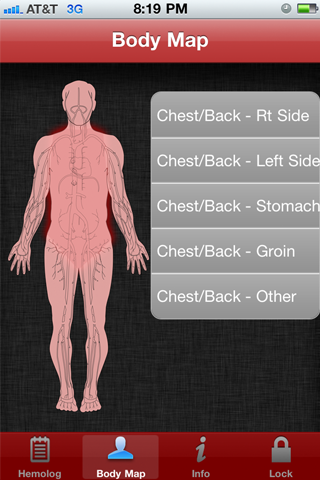 AT&T 3G 8:19 PM
Body Map
Chest/Back - Rt Side
Chest/Back - Left Side
Chest/Back - Stomach
Chest/Back - Groin
Chest/Back - Other
Hemolog Body Map Info Lock